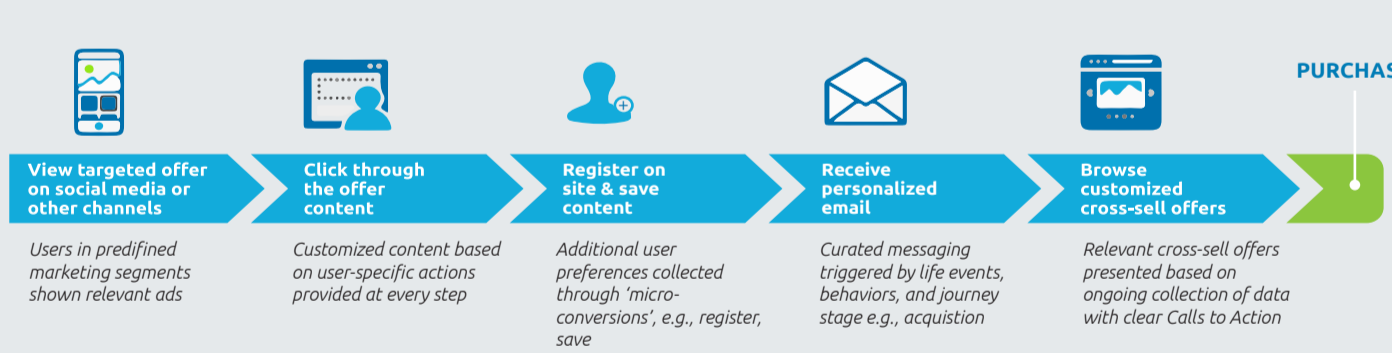 PURCHAS
View targeted offer
on social media or
other channels
Click through
the offer
content
Register on
site & save
content
Receive
personalized
email
Browse
customized
cross-sell offers
Users in predifined
marketing segments
shown relevant ads
Customized content based
on user-specific actions
provided at every step
Additional user
preferences collected
through ‘micro-
conversions’, e.g., register,
save
Curated messaging
triggered by life events,
behaviors, and journey
stage e.g., acquistion
Relevant cross-sell offers
presented based on
ongoing collection of data
with clear Calls to Action